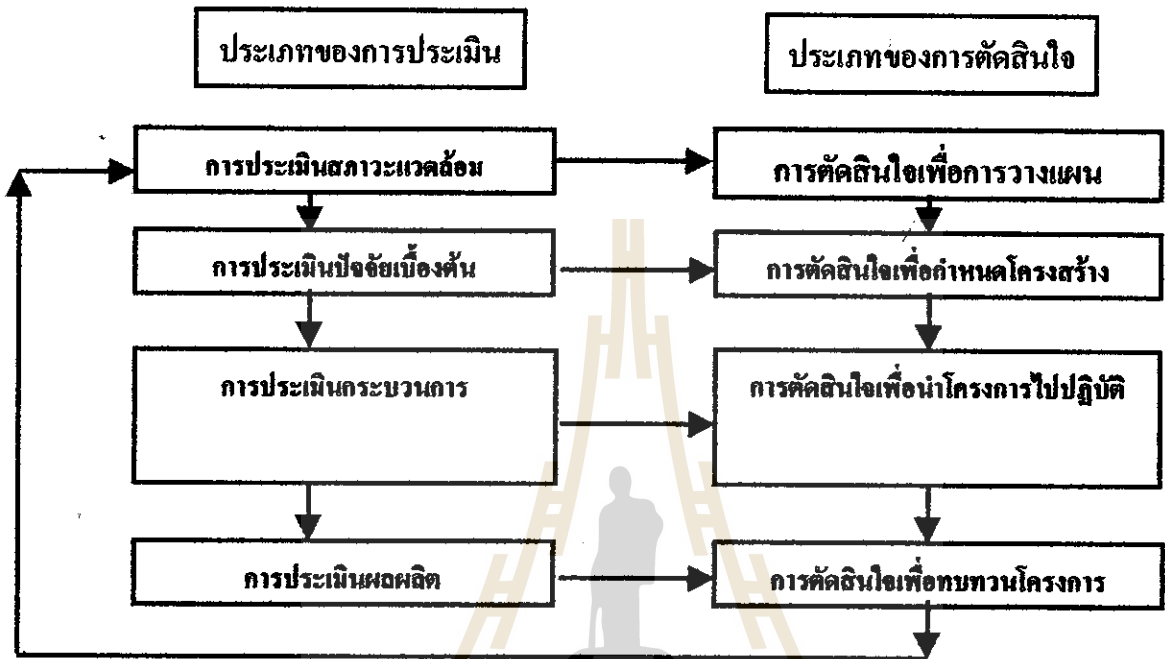 ประเภทของการประเมิน
ประเภทของการตัดสินใจ
การประเมินสภาวะแวดล้อม
การตัดสินใจเพื่อการวางแผน
การประเมินปัจจัยเบื้องต้น
การตัดสินใจเพื่อกำหนดโครงสร้าง
การประเมินกระบวนการ
การตัดสินใจเพื่อนำโครงการไปปฏิบัติ
การประเมินผลผลิต
การตัดสินใจเพื่อทบทวนโครงการ